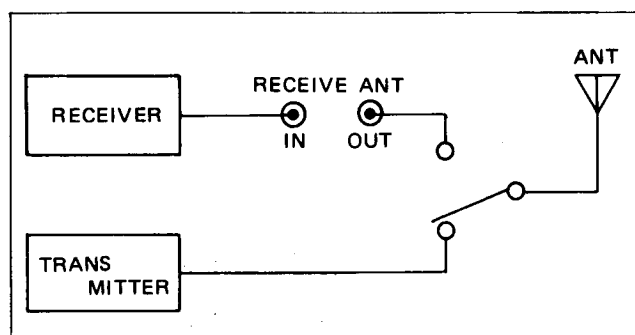 ANT
RECEIVE ANT
RECEIVER
IN OUT
TRANS
MITTER